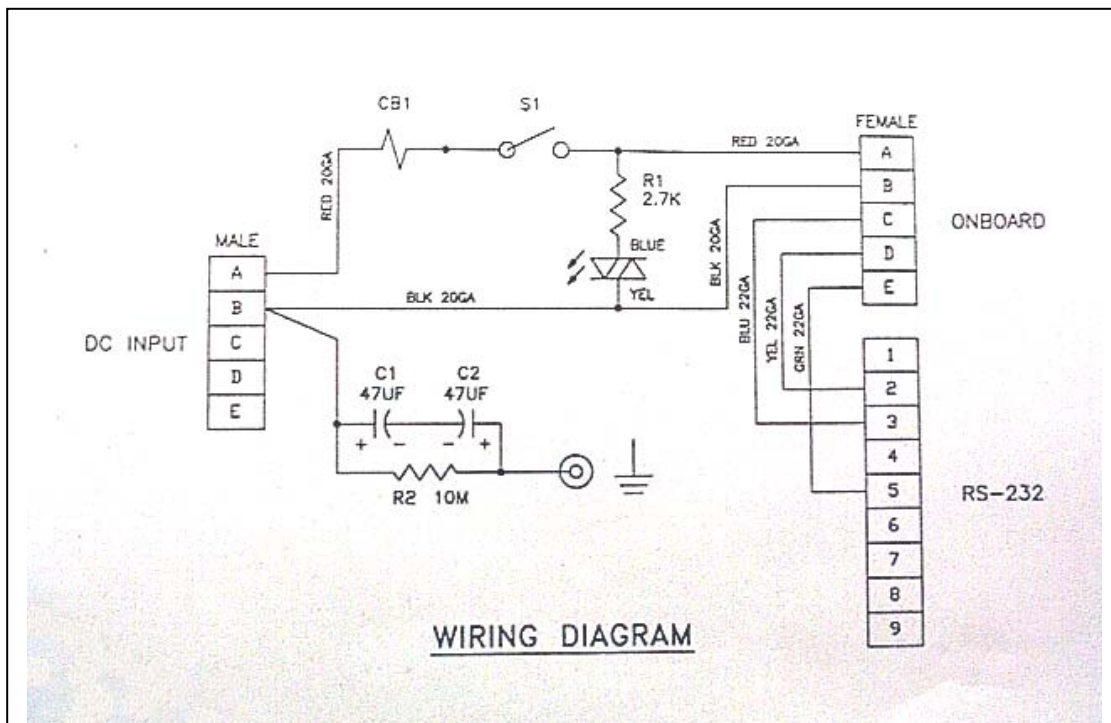 CB1
S1
FEMALE
RED 20GA
A
B
C
D
E
ONBOARD
R1
2.7K
BLUE
YEL
RED 20GA
BLK 20GA
BLU 22GA
YEL 22GA
GRN 22GA
MALE
A
B
C
D
E
DC INPUT
BLK 20GA
C1
47UF
C2
47UF
+ - - +
R2 10M
1
2
3
4
5
6
7
8
9
RS-232
WIRING DIAGRAM